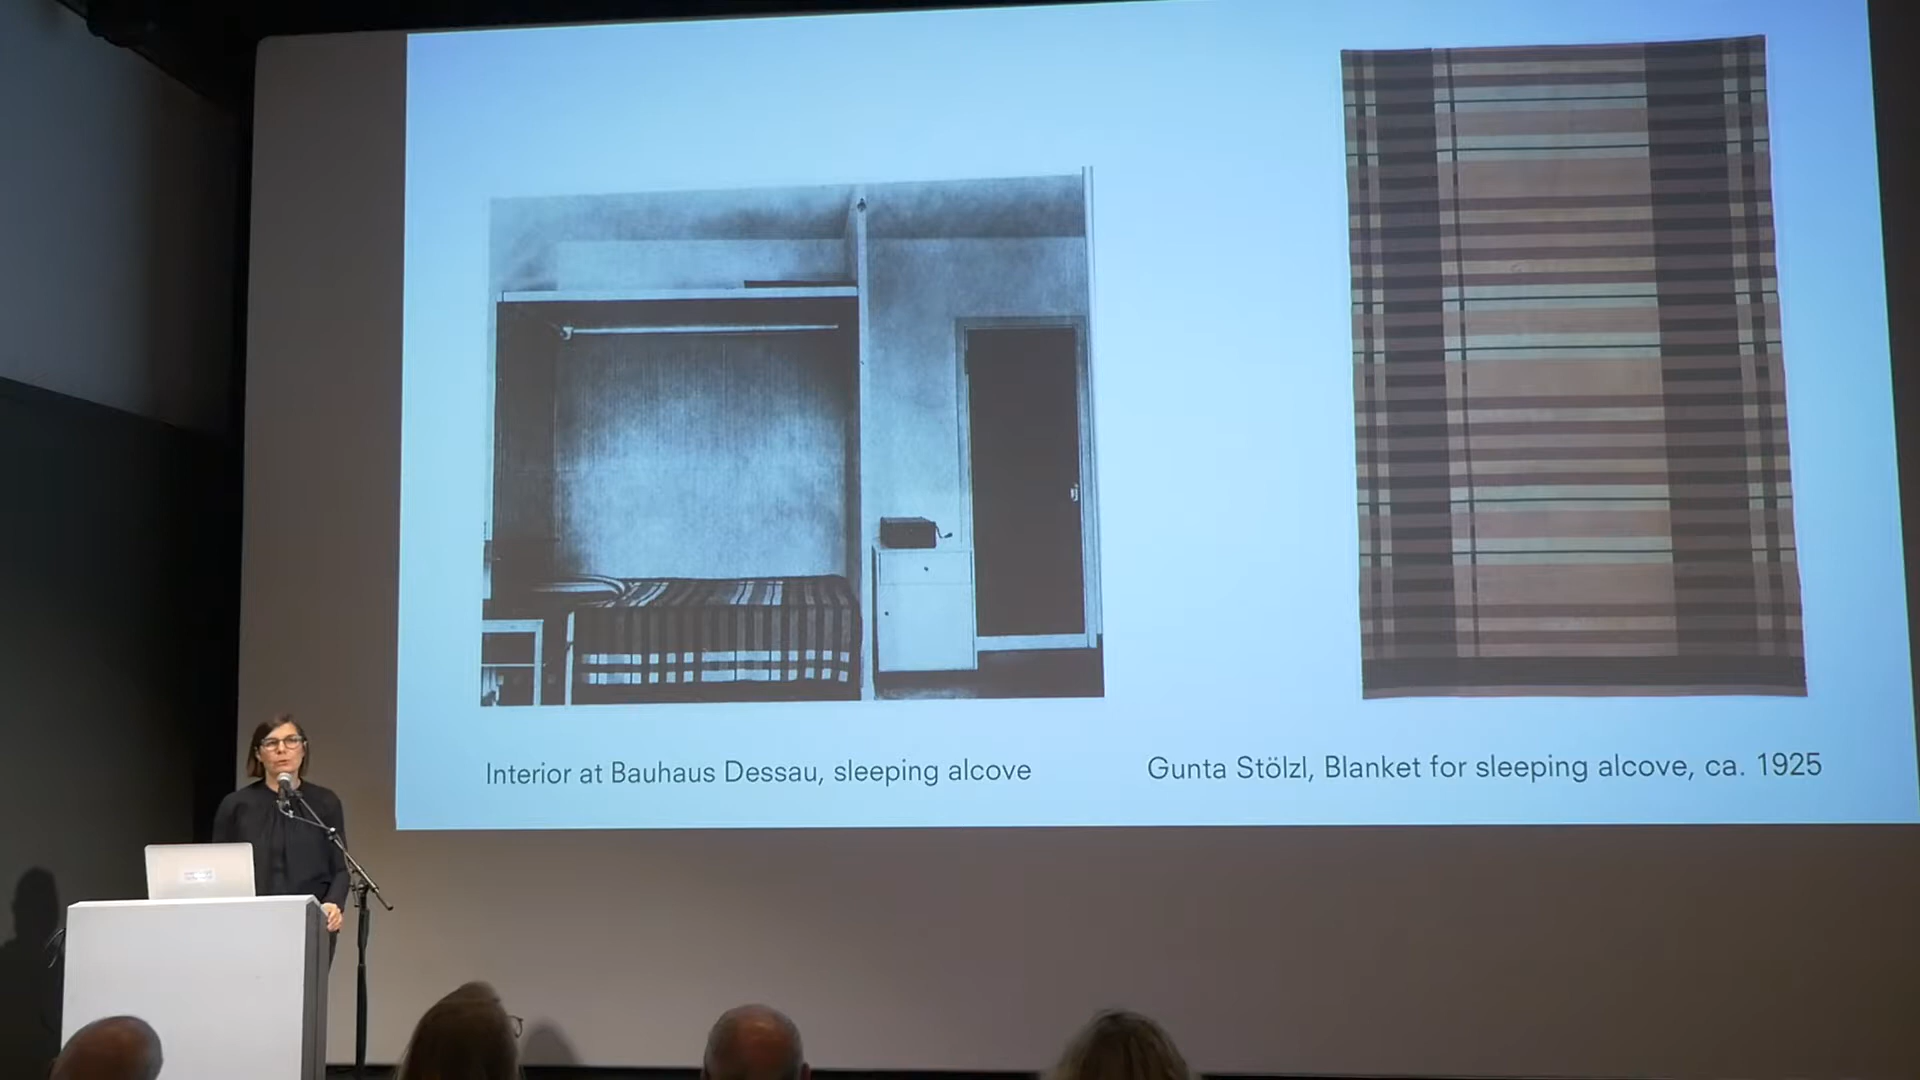 Interior at Bauhaus Dessau, sleeping alcove
Gunta Stölzl, Blanket for sleeping alcove, ca. 1925